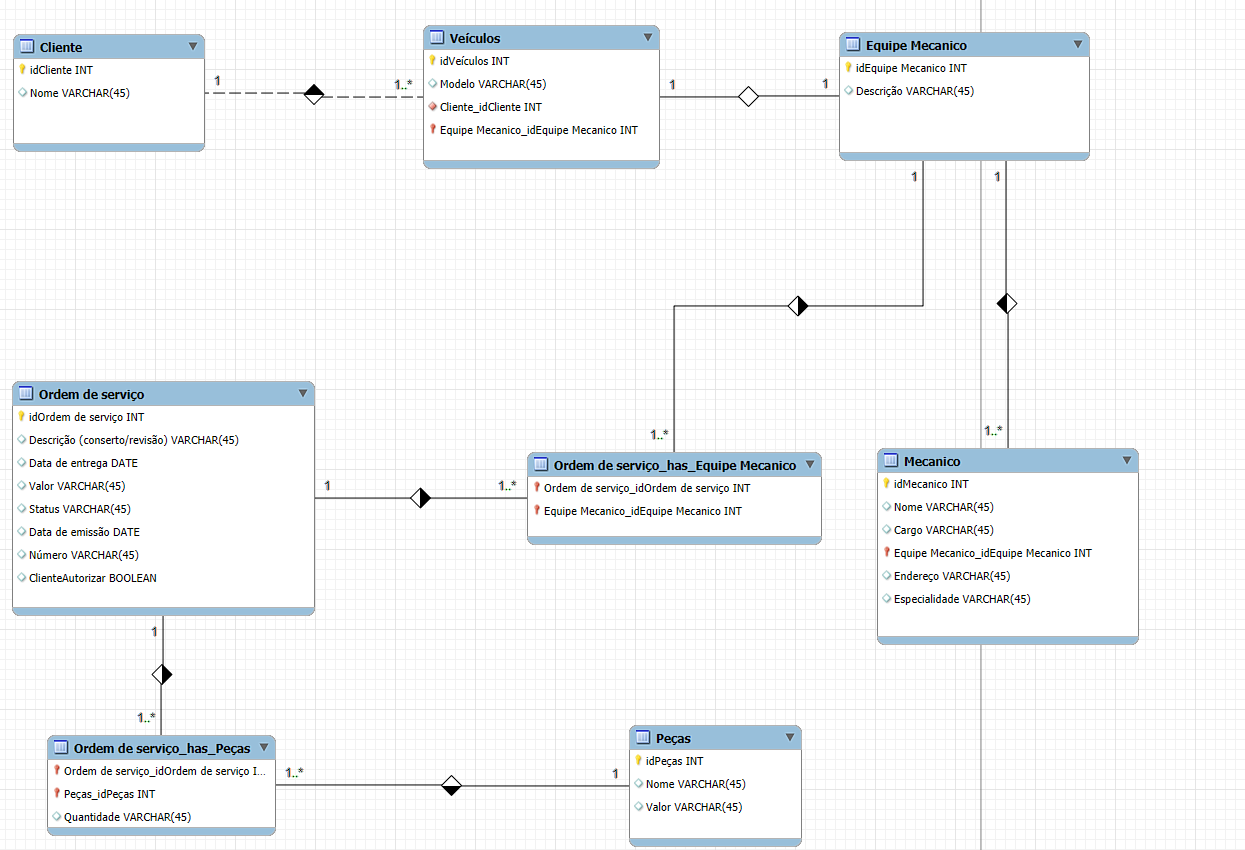 Cliente
idCliente INT
Nome VARCHAR(45)
1
1..*
Veículos
idVeículos INT
Modelo VARCHAR(45)
Cliente_idCliente INT
Equipe Mecanico_idEquipe Mecanico INT
1
1
Equipe Mecanico
idEquipe Mecanico INT
Descrição VARCHAR(45)
1
1
1..*
1..*
Ordem de serviço
idOrdem de serviço INT
Descrição (conserto/revisão) VARCHAR(45)
Data de entrega DATE
Valor VARCHAR(45)
Status VARCHAR(45)
Data de emissão DATE
Número VARCHAR(45)
ClienteAutorizar BOOLEAN
1
1..*
Ordem de serviço_has_Equipe Mecanico
Ordem de serviço_idOrdem de serviço INT
Equipe Mecanico_idEquipe Mecanico INT
Mecanico
idMecanico INT
Nome VARCHAR(45)
Cargo VARCHAR(45)
Equipe Mecanico_idEquipe Mecanico INT
Endereço VARCHAR(45)
Especialidade VARCHAR(45)
1
1..*
Ordem de serviço_has_Peças
Ordem de serviço_idOrdem de serviço I...
Peças_idPeças INT
Quantidade VARCHAR(45)
1..*
1
Peças
idPeças INT
Nome VARCHAR(45)
Valor VARCHAR(45)